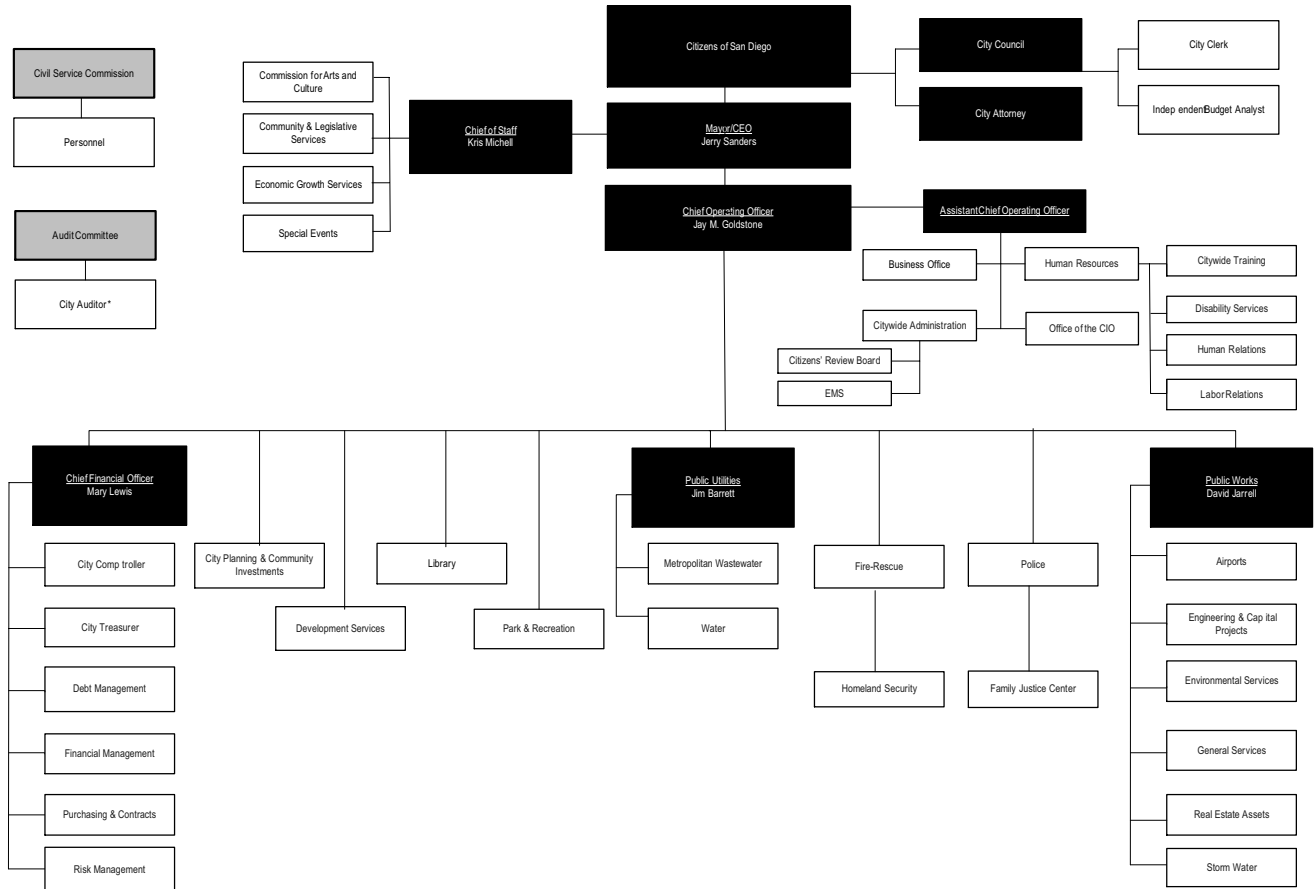 Citizens of San Diego
City Council
City Clerk
Civil Service Commission
Commission for Arts and
Culture
City Attorney
Indep endentBudget Analyst
Personnel
Community & Legislative
Services
Chief of Staff
Kris Michell
Mayor/CEO
Jerry Sanders
Economic Growth Services
Chief Operating Officer
Jay M. Goldstone
AssistantChief Operating Officer
Audit Committee
Special Events
Business Office
Human Resources
Citywide Training
City Auditor*
Disability Services
Citywide Administration
Office of the CIO
Citizens' Review Board
Human Relations
EMS
Labor Relations
Chief Financial Officer
Mary Lewis
Public Utilities
Jim Barrett
Public Works
David Jarrell
City Comp troller
City Planning & Community
Investments
Library
Metropolitan Wastewater
Fire-Rescue
Police
Airports
City Treasurer
Development Services
Park & Recreation
Water
Engineering & Cap ital
Projects
Debt Management
Homeland Security
Family Justice Center
Environmental Services
Financial Management
General Services
Purchasing & Contracts
Real Estate Assets
Risk Management
Storm Water